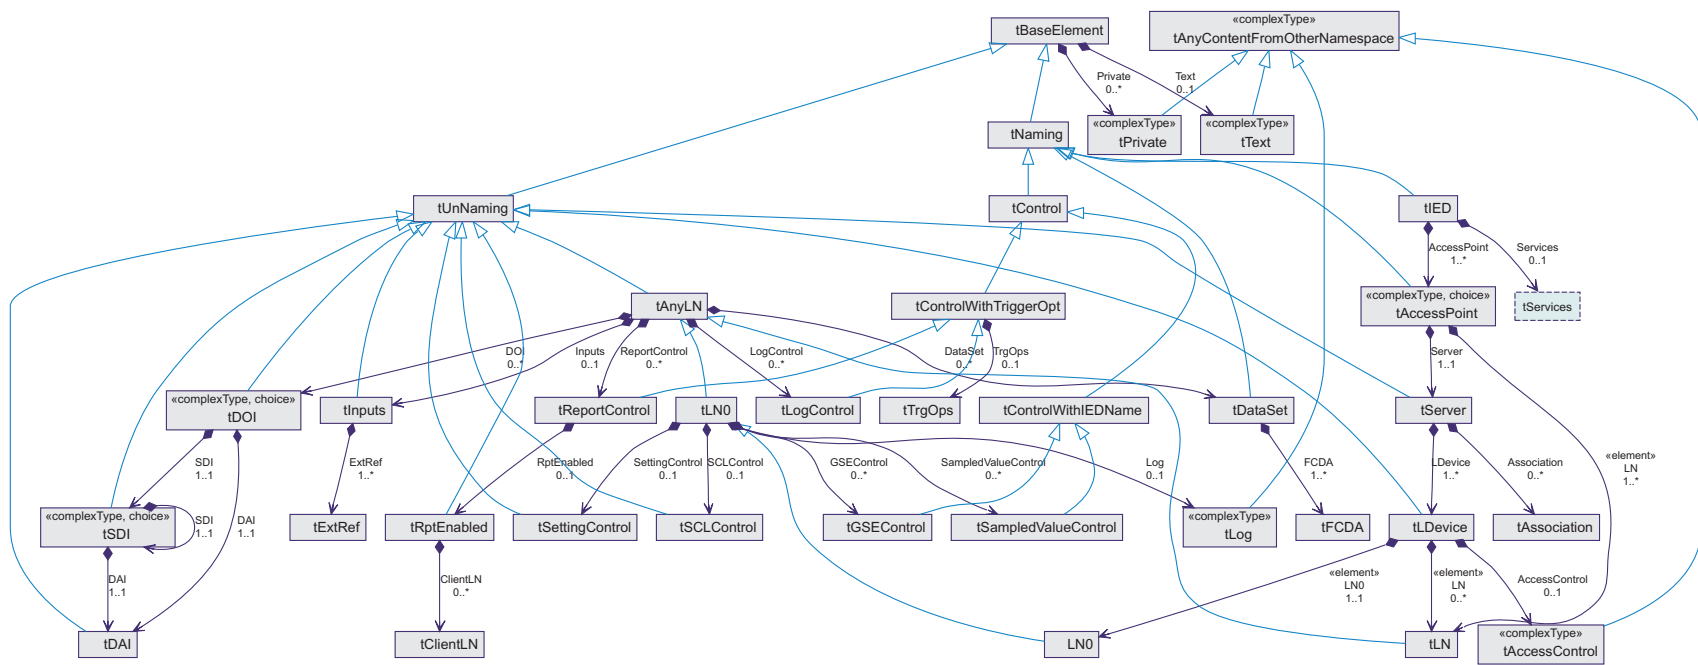 tBaseElement
«complexType»
tAnyContentFromOtherNamespace
Private
0..*
Text
0..1
tNaming
«complexType»
tPrivate
«complexType»
tText
tUnNaming
tControl
tIED
AccessPoint
1..*
Services
0..1
tAnyLN
tControlWithTriggerOpt
«complexType, choice»
tAccessPoint
tServices
DOI
0..*
Inputs
0..1
ReportControl
0..*
LogControl
0..*
DataSet
0..*
TrgOps
0..1
Server
1..1
«complexType, choice»
tDOI
tInputs
tReportControl
tLN0
tLogControl
tTrgOps
tControlWithIEDName
tDataSet
tServer
SDI
1..1
ExtRef
1..*
RptEnabled
0..1
SettingControl
0..1
SCLControl
0..1
GSEControl
0..*
SampledValueControl
0..*
Log
0..1
FCDA
1..*
LDevice
1..*
Association
0..*
«element»
LN
1..*
«complexType, choice»
tSDI
SDI
1..1
DAI
1..1
tExtRef
tRptEnabled
tSettingControl
tSCLControl
tGSEControl
tSampledValueControl
«complexType»
tLog
tFCDA
tLDevice
tAssociation
DAI
1..1
ClientLN
0..*
«element»
LN0
1..1
«element»
LN
0..*
AccessControl
0..1
tDAI
tClientLN
LN0
tLN
«complexType»
tAccessControl